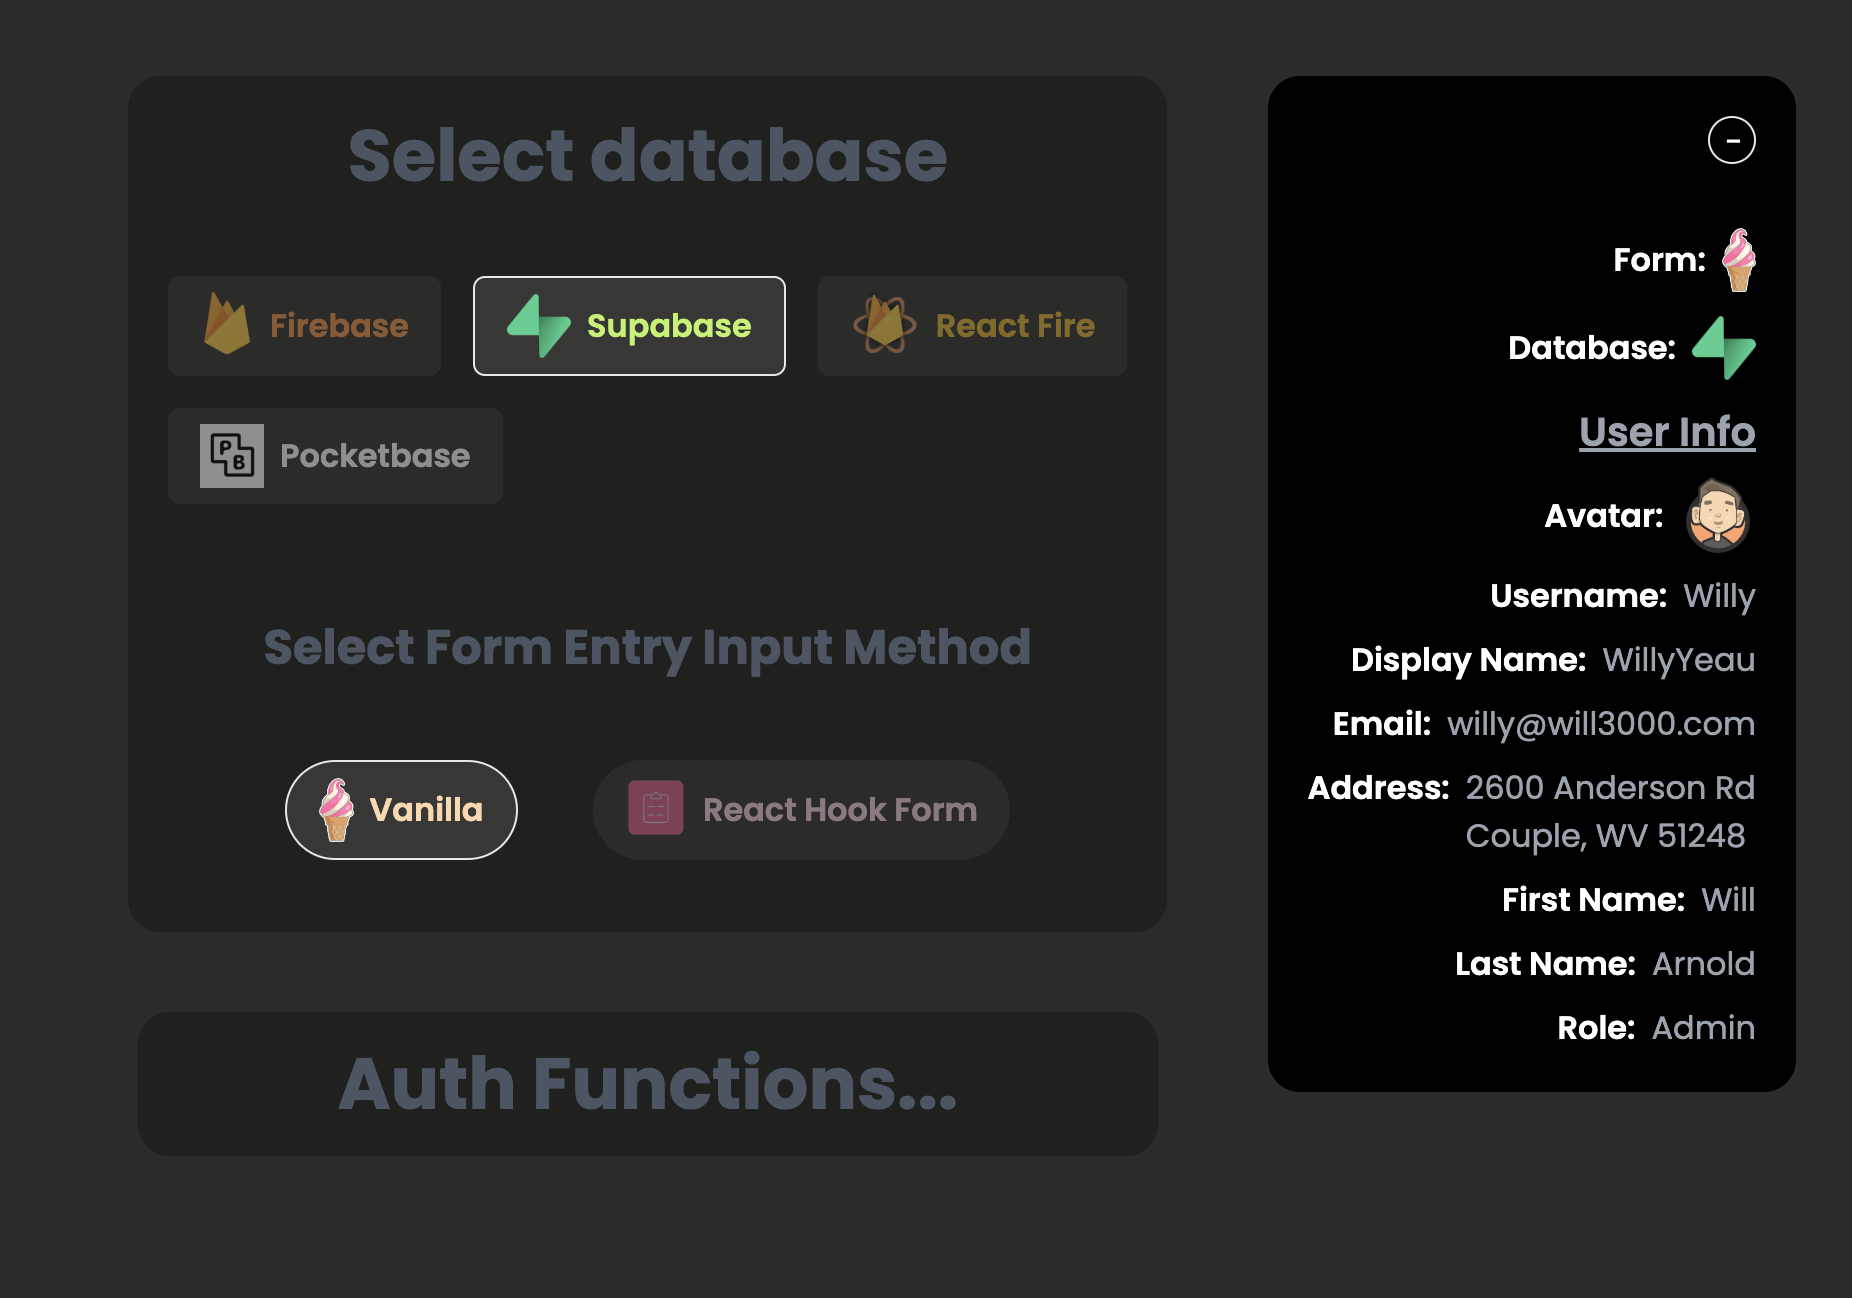 Select database
Firebase
Supabase
React Fire
P
B
Pocketbase
Select Form Entry Input Method
Vanilla
React Hook Form
Auth Functions...
-
Form:
Database:
User Info
Avatar:
Username: Willy
Display Name: WillyYeau
Email: willy@will3000.com
Address: 2600 Anderson Rd
Couple, WV 51248
First Name: Will
Last Name: Arnold
Role: Admin